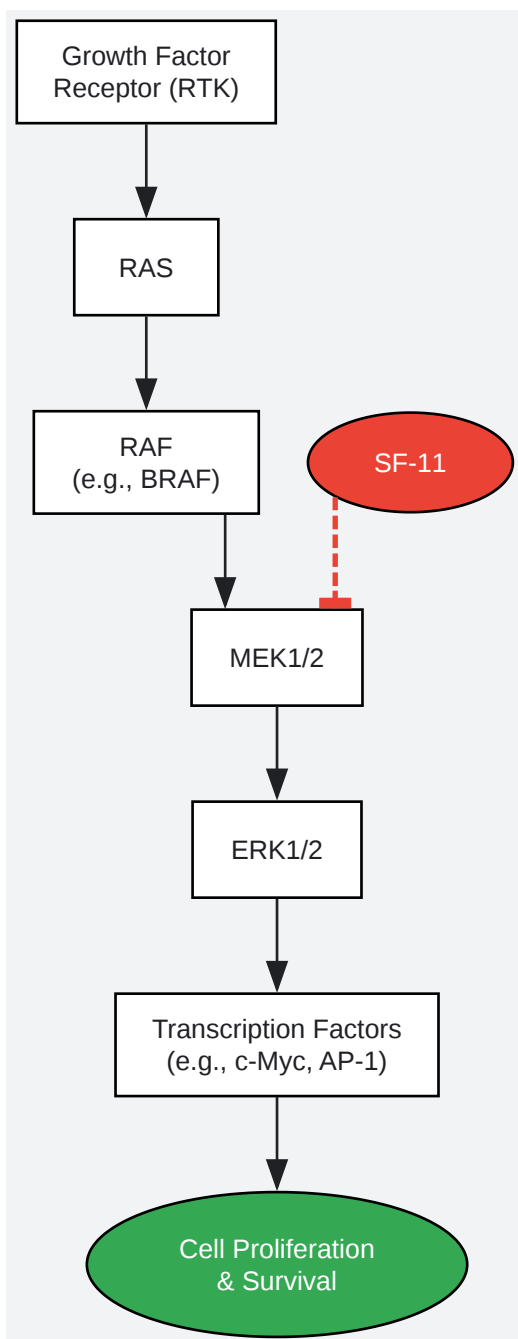 Growth Factor
Receptor (RTK)
RAS
RAF
(e.g., BRAF)
SF-11
MEK1/2
ERK1/2
Transcription Factors
(e.g., c-Myc, AP-1)
Cell Proliferation
& Survival